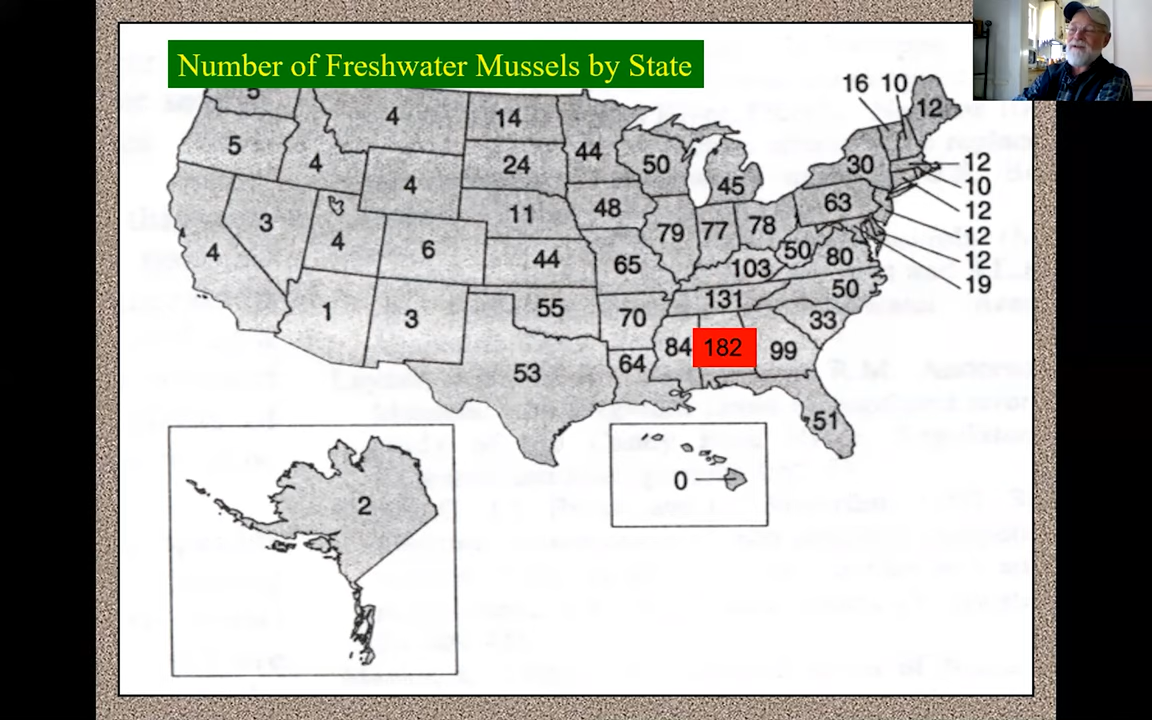 Number of Freshwater Mussels by State
16 10
5 4 14 12
5 4 24 44 50 30 12
4 45 10
11 48 63 12
3 4 6 79 77 78 12
4 44 65 50 80 12
103 19
1 3 55 70 131 50
33
84 182 99
53 64
51
2 0